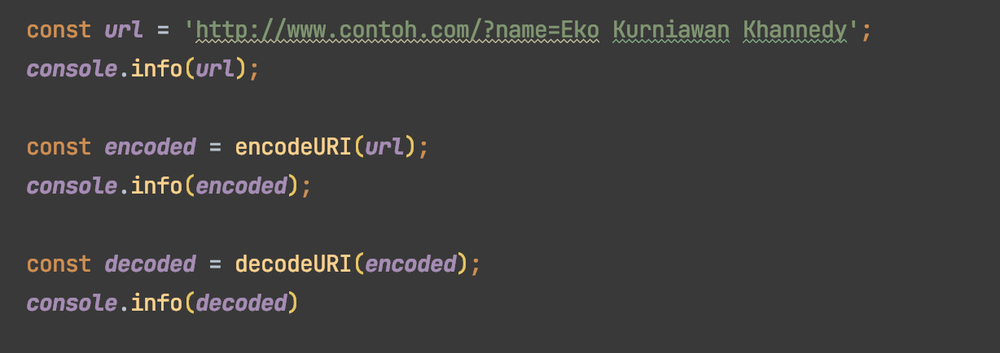 const url = 'http://www.contoh.com/?name=Eko Kurniawan Khannedy';
console.info(url);
const encoded = encodeURI(url);
console.info(encoded);
const decoded = decodeURI(encoded);
console.info(decoded)